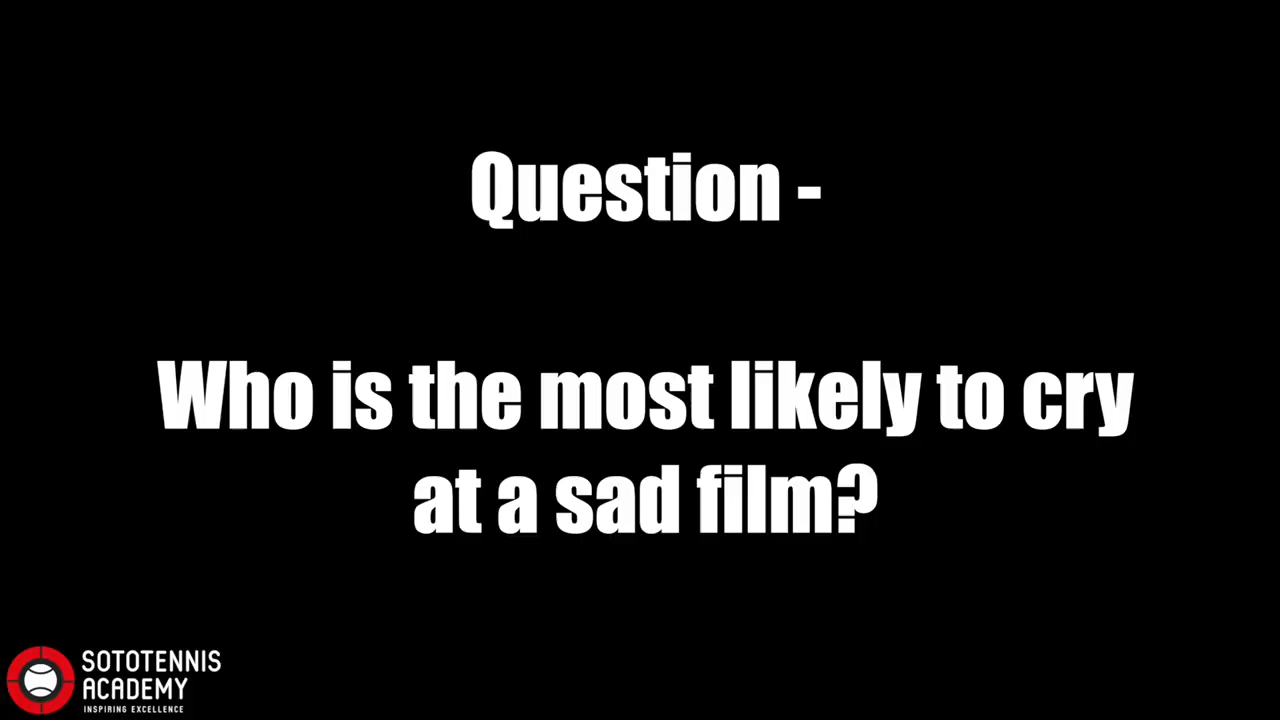 Question -
Who is the most likely to cry
at a sad film?
SOTOTENNIS
ACADEMY
INSPIRING EXCELLENCE